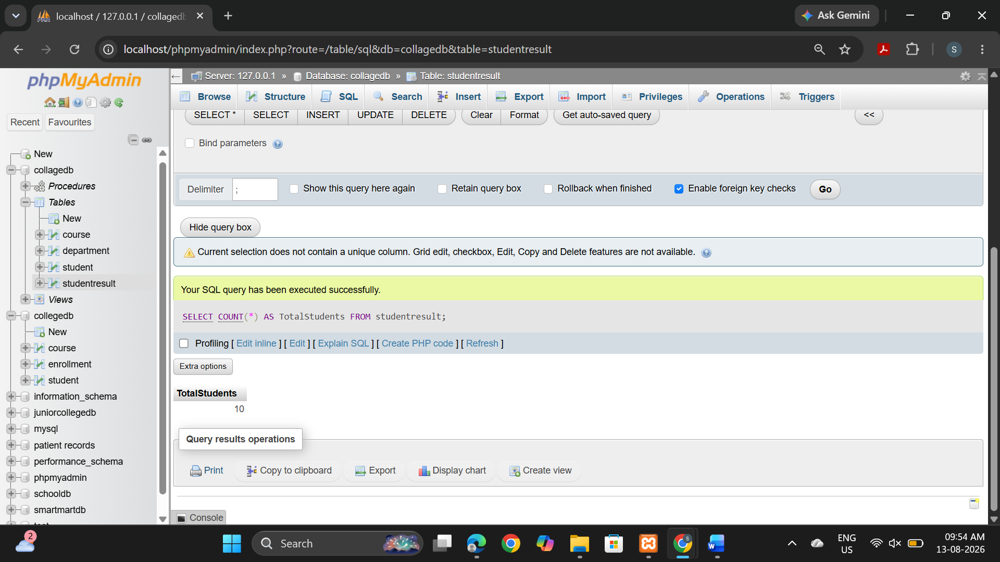 localhost / 127.0.0.1 / collagedb
Ask Gemini
localhost/phpmyadmin/index.php?route=/table/sql&db=collagedb&table=studentresult
S
phpMyAdmin
Recent
Favourites
New
collagedb
Procedures
Tables
New
course
department
student
studentresult
Views
collegedb
New
course
enrollment
student
information_schema
juniorcollegedb
mysql
patient records
performance_schema
phpmyadmin
schooldb
smartmartdb
Server: 127.0.0.1 » Database: collagedb » Table: studentresult
Browse Structure SQL Search Insert Export Import Privileges Operations Triggers
SELECT * SELECT INSERT UPDATE DELETE Clear Format Get auto-saved query <<
Bind parameters
Delimiter ; Show this query here again Retain query box Rollback when finished Enable foreign key checks Go
Hide query box
Current selection does not contain a unique column. Grid edit, checkbox, Edit, Copy and Delete features are not available.
Your SQL query has been executed successfully.
SELECT COUNT(*) AS TotalStudents FROM studentresult;
Profiling [ Edit inline ] [ Edit ] [ Explain SQL ] [ Create PHP code ] [ Refresh ]
Extra options
TotalStudents
10
Query results operations
Print Copy to clipboard Export Display chart Create view
Console
2
Search
S
ENG
US
09:54 AM
13-08-2026